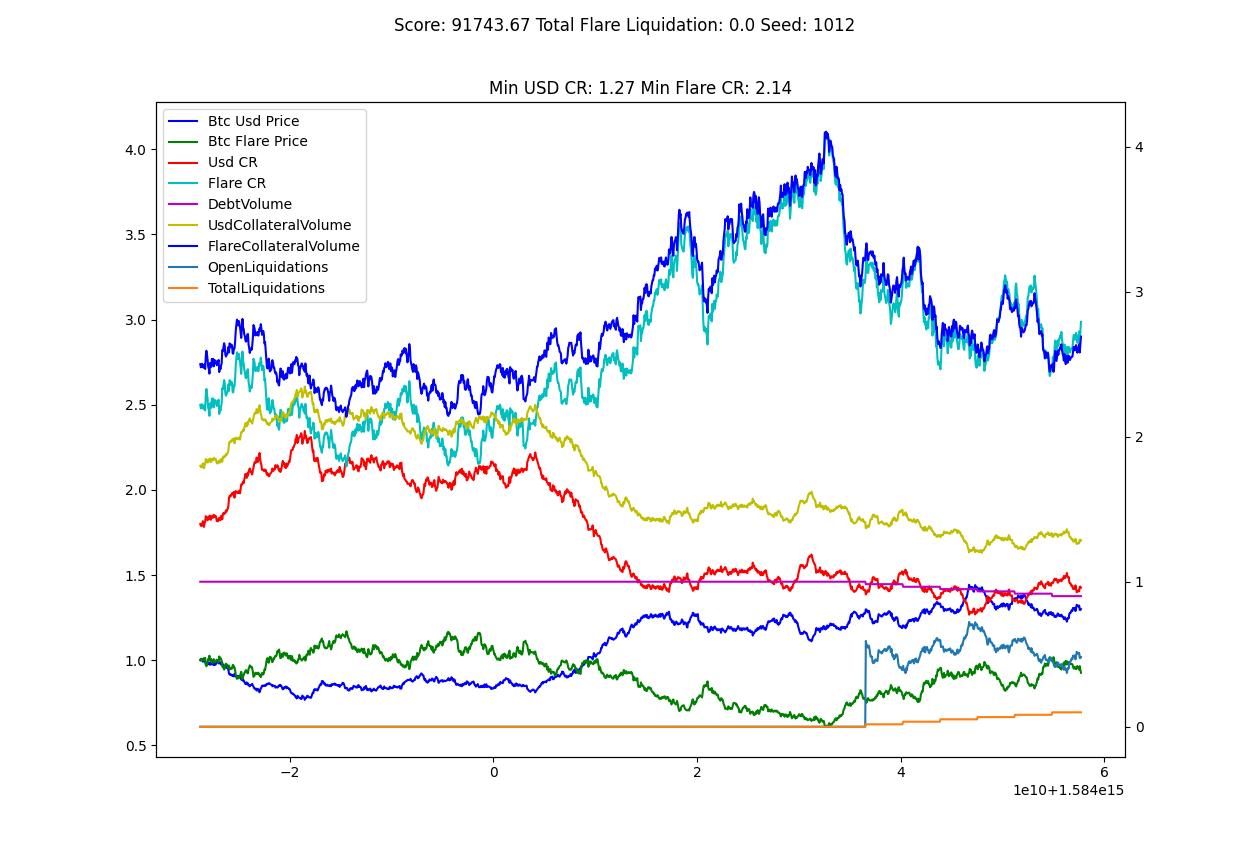 Score: 91743.67 Total Flare Liquidation: 0.0 Seed: 1012
Min USD CR: 1.27 Min Flare CR: 2.14
Btc Usd Price
Btc Flare Price
Usd CR
Flare CR
DebtVolume
UsdCollateralVolume
FlareCollateralVolume
OpenLiquidations
TotalLiquidations
4.0
3.5
3.0
2.5
2.0
1.5
1.0
0.5
4
3
2
1
0
−2 0 2 4 6
1e10+1.584e15